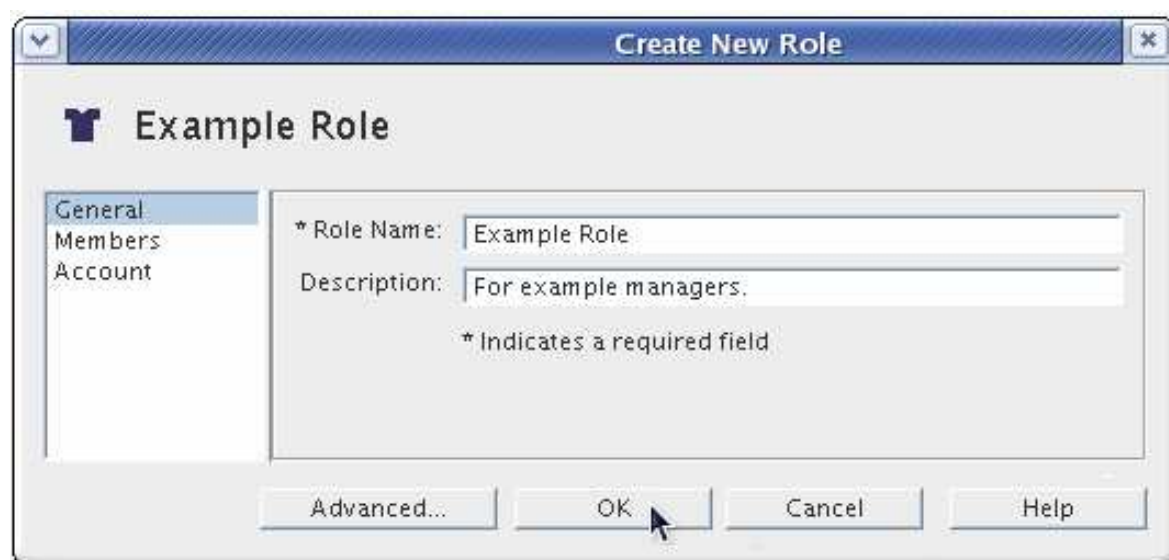 Create New Role
Example Role
General
Members
Account
* Role Name: Example Role
Description: For example managers.
* Indicates a required field
Advanced... OK Cancel Help